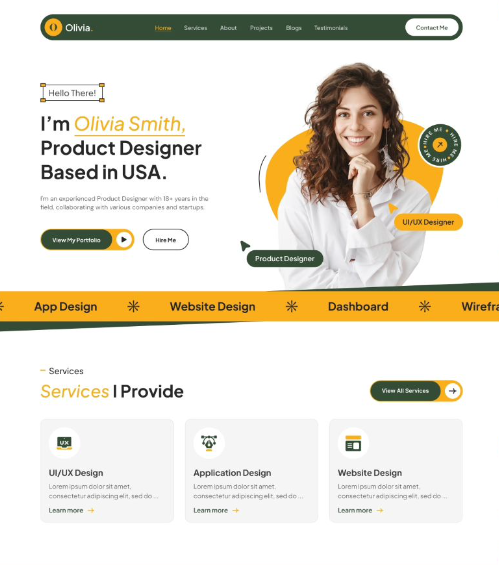 Olivia.
Home Services About Projects Blogs Testimonials
Contact Me
Hello There!
I'm Olivia Smith,
Product Designer
Based in USA.
I'm an experienced Product Designer with 18+ years in the
field, collaborating with various companies and startups.
View My Portfolio
Hire Me
HIRE ME ★ HIRE ME ★ HIRE ME
UI/UX Designer
Product Designer
App Design Website Design Dashboard Wirefra
Services
Services I Provide
View All Services
UX
UI/UX Design
Lorem ipsum dolor sit amet,
consectetur adipiscing elit, sed do ...
Learn more
Application Design
Lorem ipsum dolor sit amet,
consectetur adipiscing elit, sed do ...
Learn more
Website Design
Lorem ipsum dolor sit amet,
consectetur adipiscing elit, sed do ...
Learn more